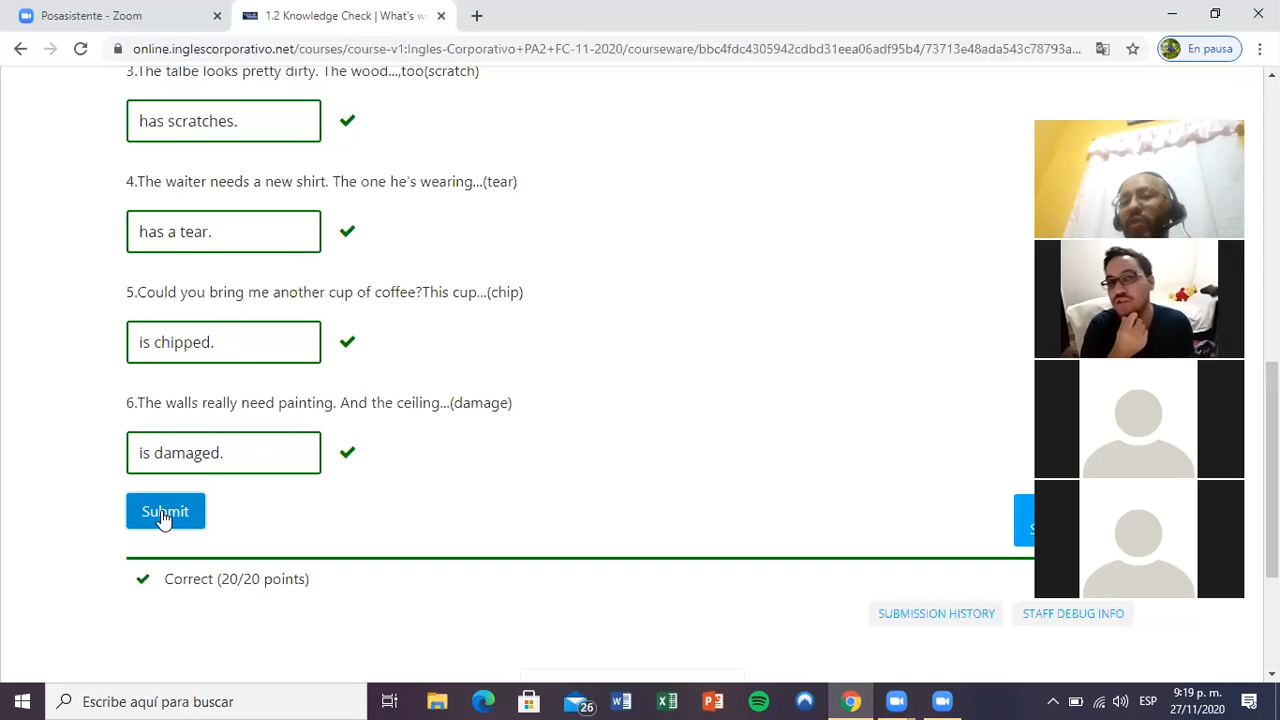 Posasistente - Zoom
1.2 Knowledge Check | What's w
online.inglescorporativo.net/courses/course-v1:Ingles-Corporativo+PA2+FC-11-2020/courseware/bbc4fdc4305942cdbd31eea06adf95b4/73713e48ada543c78793a...
En pausa
3.The talbe looks pretty dirty. The wood...,too(scratch)
has scratches.
4.The waiter needs a new shirt. The one he's wearing...(tear)
has a tear.
5.Could you bring me another cup of coffee?This cup...(chip)
is chipped.
6.The walls really need painting. And the ceiling...(damage)
is damaged.
Submit
Correct (20/20 points)
SUBMISSION HISTORY
STAFF DEBUG INFO
Escribe aquí para buscar
26
ESP
9:19 p. m.
27/11/2020